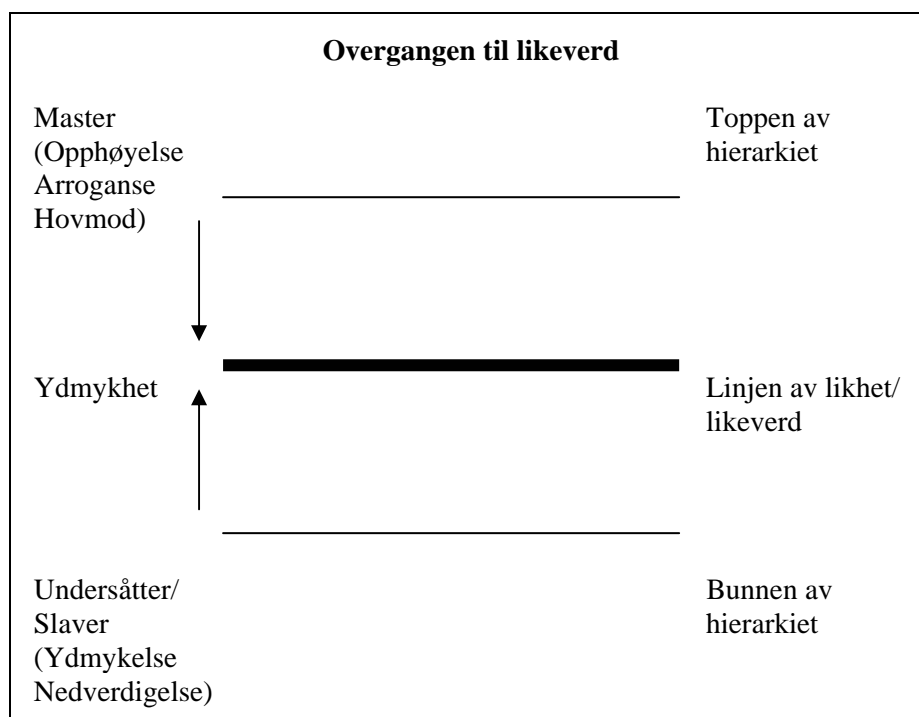 Overgangen til likeverd
Master
(Opphøyelse
Arroganse
Hovmod)
Toppen av
hierarkiet
Ydmykhet
Linjen av likhet/
likeverd
Undersåtter/
Slaver
(Ydmykelse
Nedverdigelse)
Bunnen av
hierarkiet